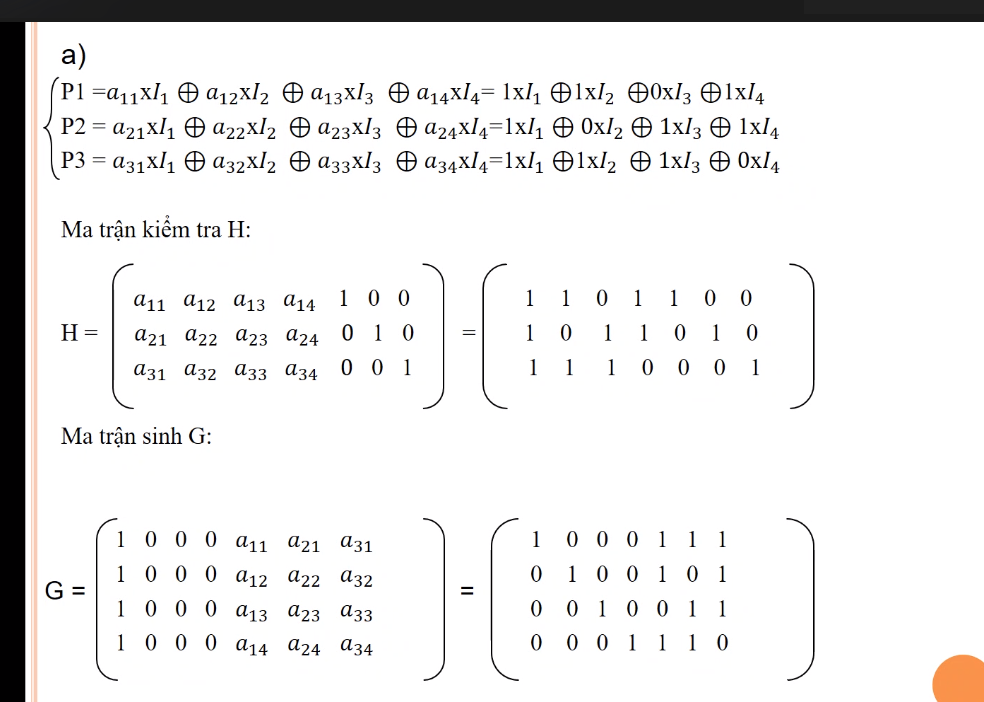 a)
P1 =a₁₁xI₁ ⊕ a₁₂xI₂ ⊕ a₁₃xI₃ ⊕ a₁₄xI₄= 1xI₁ ⊕1xI₂ ⊕0xI₃ ⊕1xI₄
P2 = a₂₁xI₁ ⊕ a₂₂xI₂ ⊕ a₂₃xI₃ ⊕ a₂₄xI₄=1xI₁ ⊕ 0xI₂ ⊕ 1xI₃ ⊕ 1xI₄
P3 = a₃₁xI₁ ⊕ a₃₂xI₂ ⊕ a₃₃xI₃ ⊕ a₃₄xI₄=1xI₁ ⊕1xI₂ ⊕ 1xI₃ ⊕ 0xI₄
Ma trận kiểm tra H:
a₁₁ a₁₂ a₁₃ a₁₄ 1 0 0 1 1 0 1 1 0 0
H = a₂₁ a₂₂ a₂₃ a₂₄ 0 1 0 = 1 0 1 1 0 1 0
a₃₁ a₃₂ a₃₃ a₃₄ 0 0 1 1 1 1 0 0 0 1
Ma trận sinh G:
1 0 0 0 a₁₁ a₂₁ a₃₁ 1 0 0 0 1 1 1
1 0 0 0 a₁₂ a₂₂ a₃₂ 0 1 0 0 1 0 1
G = =
1 0 0 0 a₁₃ a₂₃ a₃₃ 0 0 1 0 0 1 1
1 0 0 0 a₁₄ a₂₄ a₃₄ 0 0 0 1 1 1 0